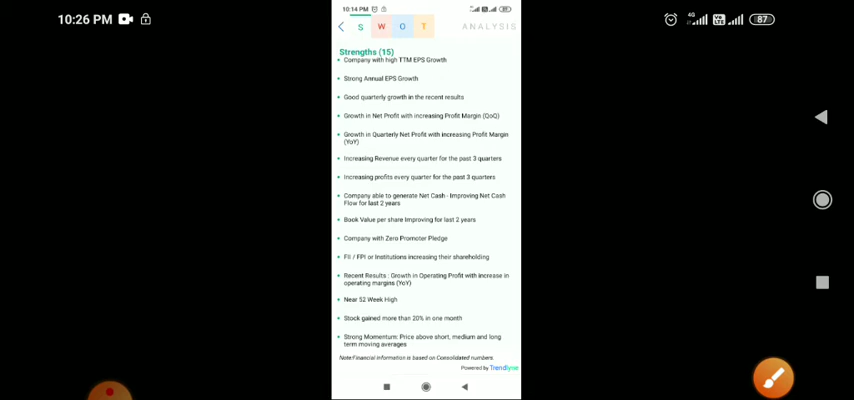 10:26 PM
87
10:14 PM
S W O T ANALYSIS
Strengths (15)
Company with high TTM EPS Growth
Strong Annual EPS Growth
Good quarterly growth in the recent results
Growth in Net Profit with increasing Profit Margin (QoQ)
Growth in Quarterly Net Profit with increasing Profit Margin
(YoY)
Increasing Revenue every quarter for the past 3 quarters
Increasing profits every quarter for the past 3 quarters
Company able to generate Net Cash - Improving Net Cash
Flow for last 2 years
Book Value per share Improving for last 2 years
Company with Zero Promoter Pledge
FII / FPI or Institutions increasing their shareholding
Recent Results : Growth in Operating Profit with increase in
operating margins (YoY)
Near 52 Week High
Stock gained more than 20% in one month
Strong Momentum: Price above short, medium and long
term moving averages
Note:Financial Information is based on Consolidated numbers.
Powered by Trendlyne